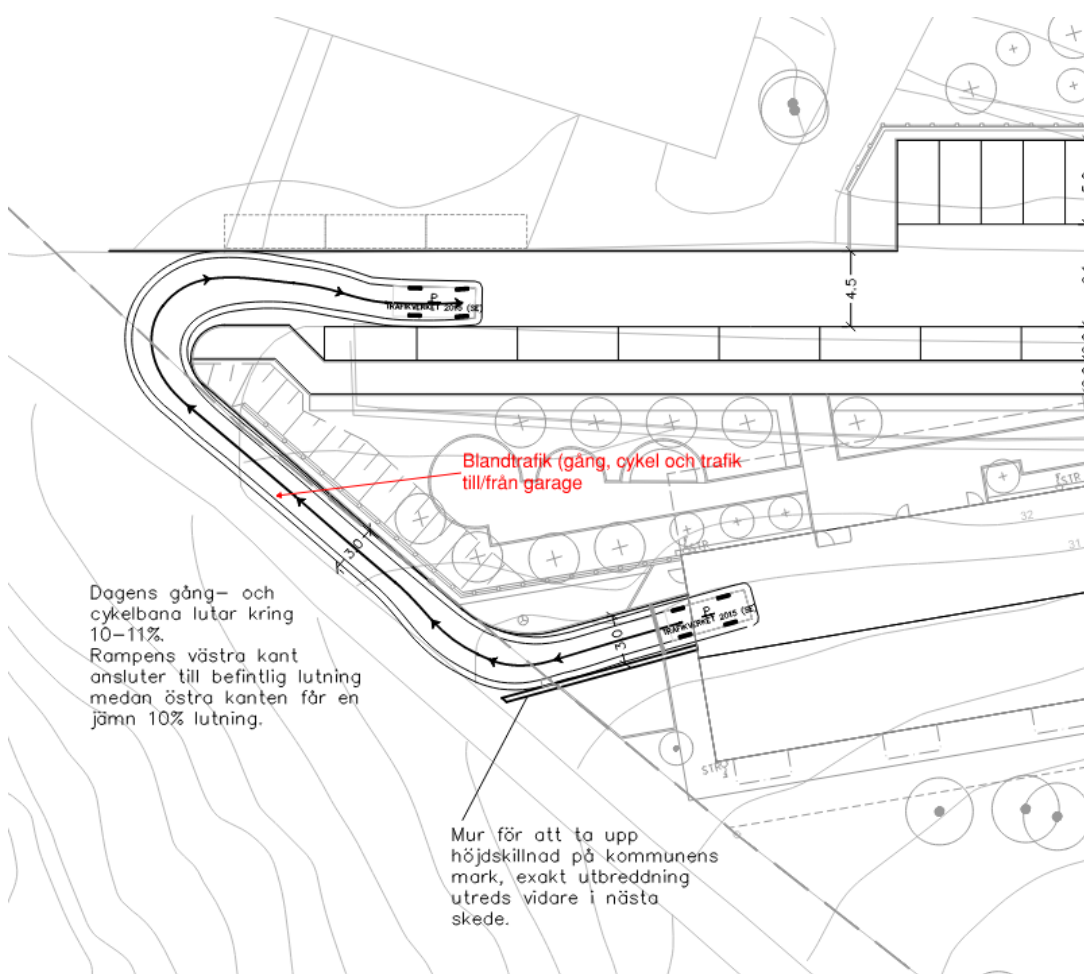 4.5
P
TRAFIKVERKET 2015 (SE)
Blandtrafik (gång, cykel och trafik
till/från garage
STR
32
31
3.0
STR
Dagens gång- och
cykelbana lutar kring
10-11%.
Rampens västra kant
ansluter till befintlig lutning
medan östra kanten får en
jämn 10% lutning.
P
TRAFIKVERKET 2015 (SE)
3.0
STR
Mur för att ta upp
höjdskillnad på kommunens
mark, exakt utbreddning
utreds vidare i nästa
skede.